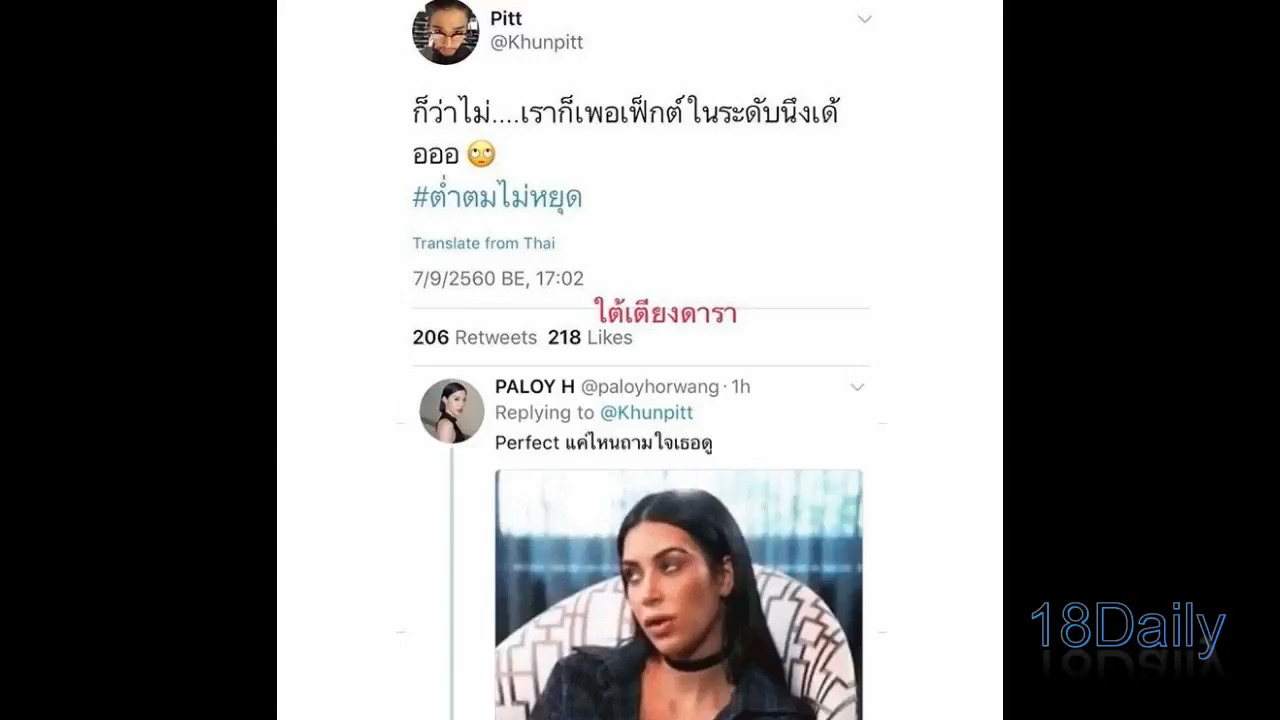 Pitt
@Khunpitt
ก็ว่าไม่....เราก็เพอเฟ็กต์ในระดับนึงเด้
ออออ 🙄
#ต่ำตมไม่หยุด
Translate from Thai
7/9/2560 BE, 17:02
ใต้เตียงดารา
206 Retweets 218 Likes
PALOY H @paloyhorwang · 1h
Replying to @Khunpitt
Perfect แค่ไหนถามใจเธอดู
18Daily